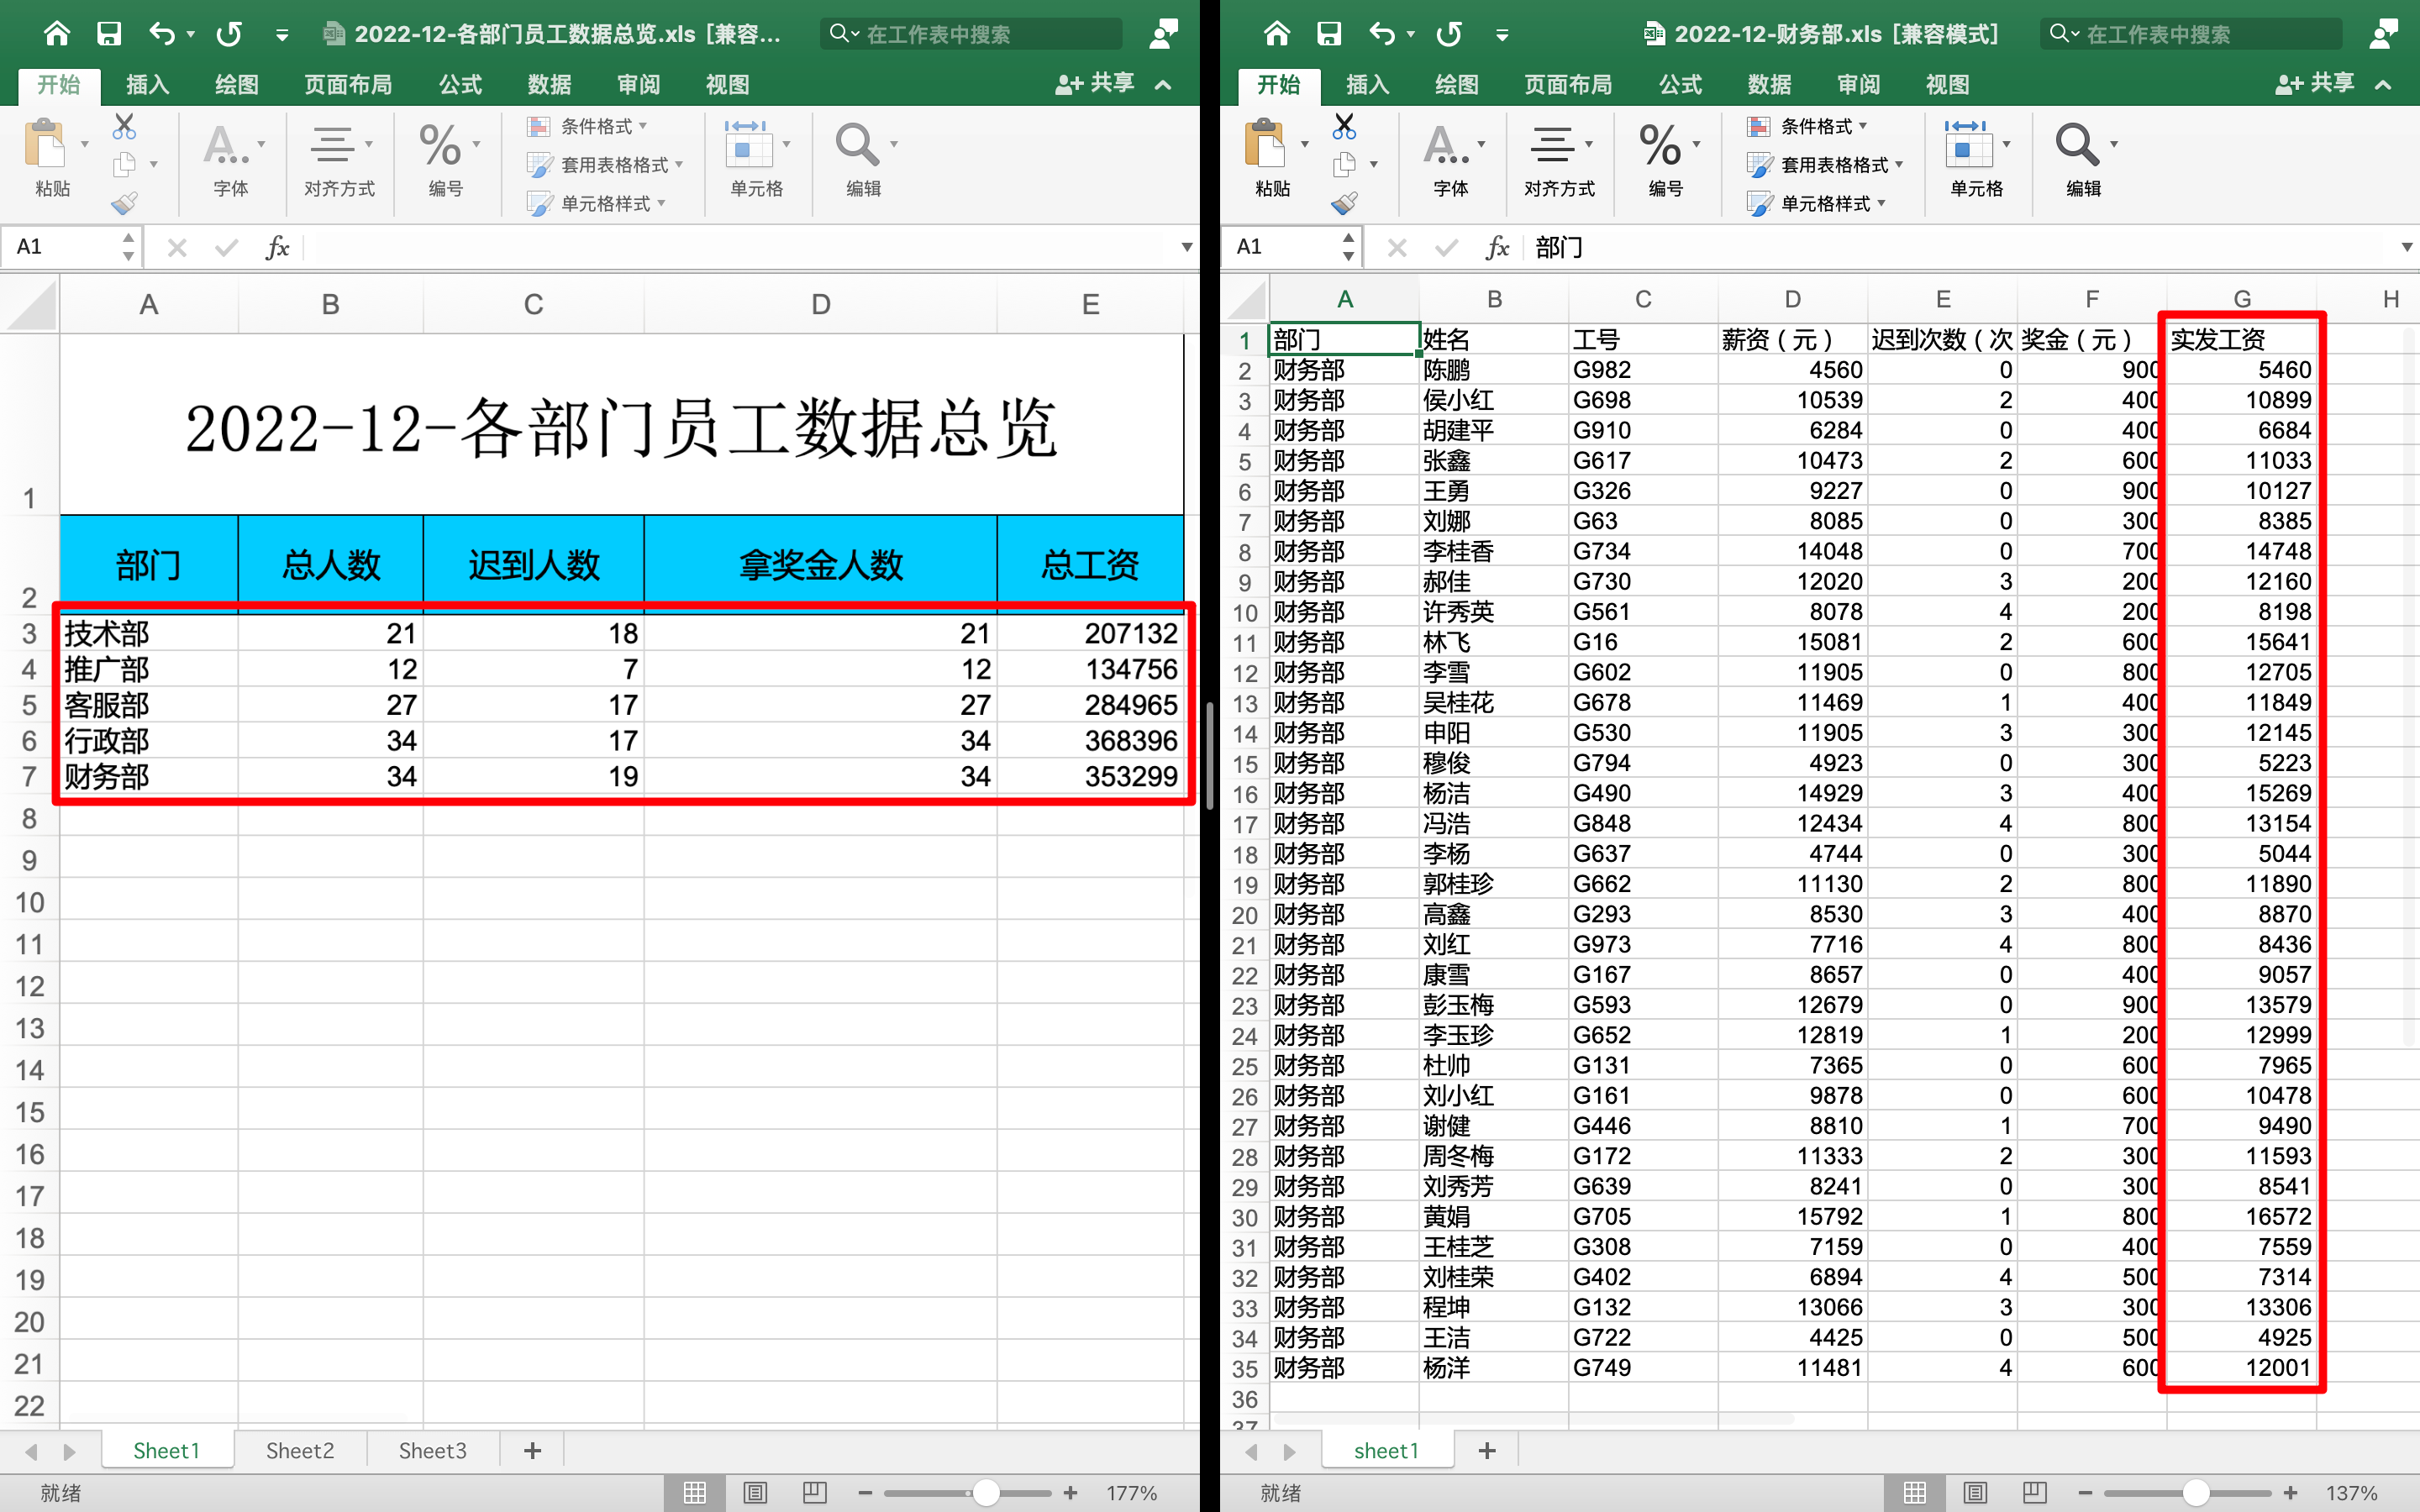 2022-12-各部门员工数据总览.xls [兼容...
在工作表中搜索
开始 插入 绘图 页面布局 公式 数据 审阅 视图 共享
粘贴 字体 对齐方式 编号 条件格式 套用表格格式 单元格样式 单元格 编辑
A1 fx
A B C D E
1 2022-12-各部门员工数据总览
2 部门 总人数 迟到人数 拿奖金人数 总工资
3 技术部 21 18 21 207132
4 推广部 12 7 12 134756
5 客服部 27 17 27 284965
6 行政部 34 17 34 368396
7 财务部 34 19 34 353299
8
9
10
11
12
13
14
15
16
17
18
19
20
21
22
Sheet1 Sheet2 Sheet3 +
就绪 177%
2022-12-财务部.xls [兼容模式]
在工作表中搜索
开始 插入 绘图 页面布局 公式 数据 审阅 视图 共享
粘贴 字体 对齐方式 编号 条件格式 套用表格格式 单元格样式 单元格 编辑
A1 fx 部门
A B C D E F G H
1 部门 姓名 工号 薪资（元） 迟到次数（次 奖金（元） 实发工资
2 财务部 陈鹏 G982 4560 0 900 5460
3 财务部 侯小红 G698 10539 2 400 10899
4 财务部 胡建平 G910 6284 0 400 6684
5 财务部 张鑫 G617 10473 2 600 11033
6 财务部 王勇 G326 9227 0 900 10127
7 财务部 刘娜 G63 8085 0 300 8385
8 财务部 李桂香 G734 14048 0 700 14748
9 财务部 郝佳 G730 12020 3 200 12160
10 财务部 许秀英 G561 8078 4 200 8198
11 财务部 林飞 G16 15081 2 600 15641
12 财务部 李雪 G602 11905 0 800 12705
13 财务部 吴桂花 G678 11469 1 400 11849
14 财务部 申阳 G530 11905 3 300 12145
15 财务部 穆俊 G794 4923 0 300 5223
16 财务部 杨洁 G490 14929 3 400 15269
17 财务部 冯浩 G848 12434 4 800 13154
18 财务部 李杨 G637 4744 0 300 5044
19 财务部 郭桂珍 G662 11130 2 800 11890
20 财务部 高鑫 G293 8530 3 400 8870
21 财务部 刘红 G973 7716 4 800 8436
22 财务部 康雪 G167 8657 0 400 9057
23 财务部 彭玉梅 G593 12679 0 900 13579
24 财务部 李玉珍 G652 12819 1 200 12999
25 财务部 杜帅 G131 7365 0 600 7965
26 财务部 刘小红 G161 9878 0 600 10478
27 财务部 谢健 G446 8810 1 700 9490
28 财务部 周冬梅 G172 11333 2 300 11593
29 财务部 刘秀芳 G639 8241 0 300 8541
30 财务部 黄娟 G705 15792 1 800 16572
31 财务部 王桂芝 G308 7159 0 400 7559
32 财务部 刘桂荣 G402 6894 4 500 7314
33 财务部 程坤 G132 13066 3 300 13306
34 财务部 王洁 G722 4425 0 500 4925
35 财务部 杨洋 G749 11481 4 600 12001
36
37
sheet1 +
就绪 137%